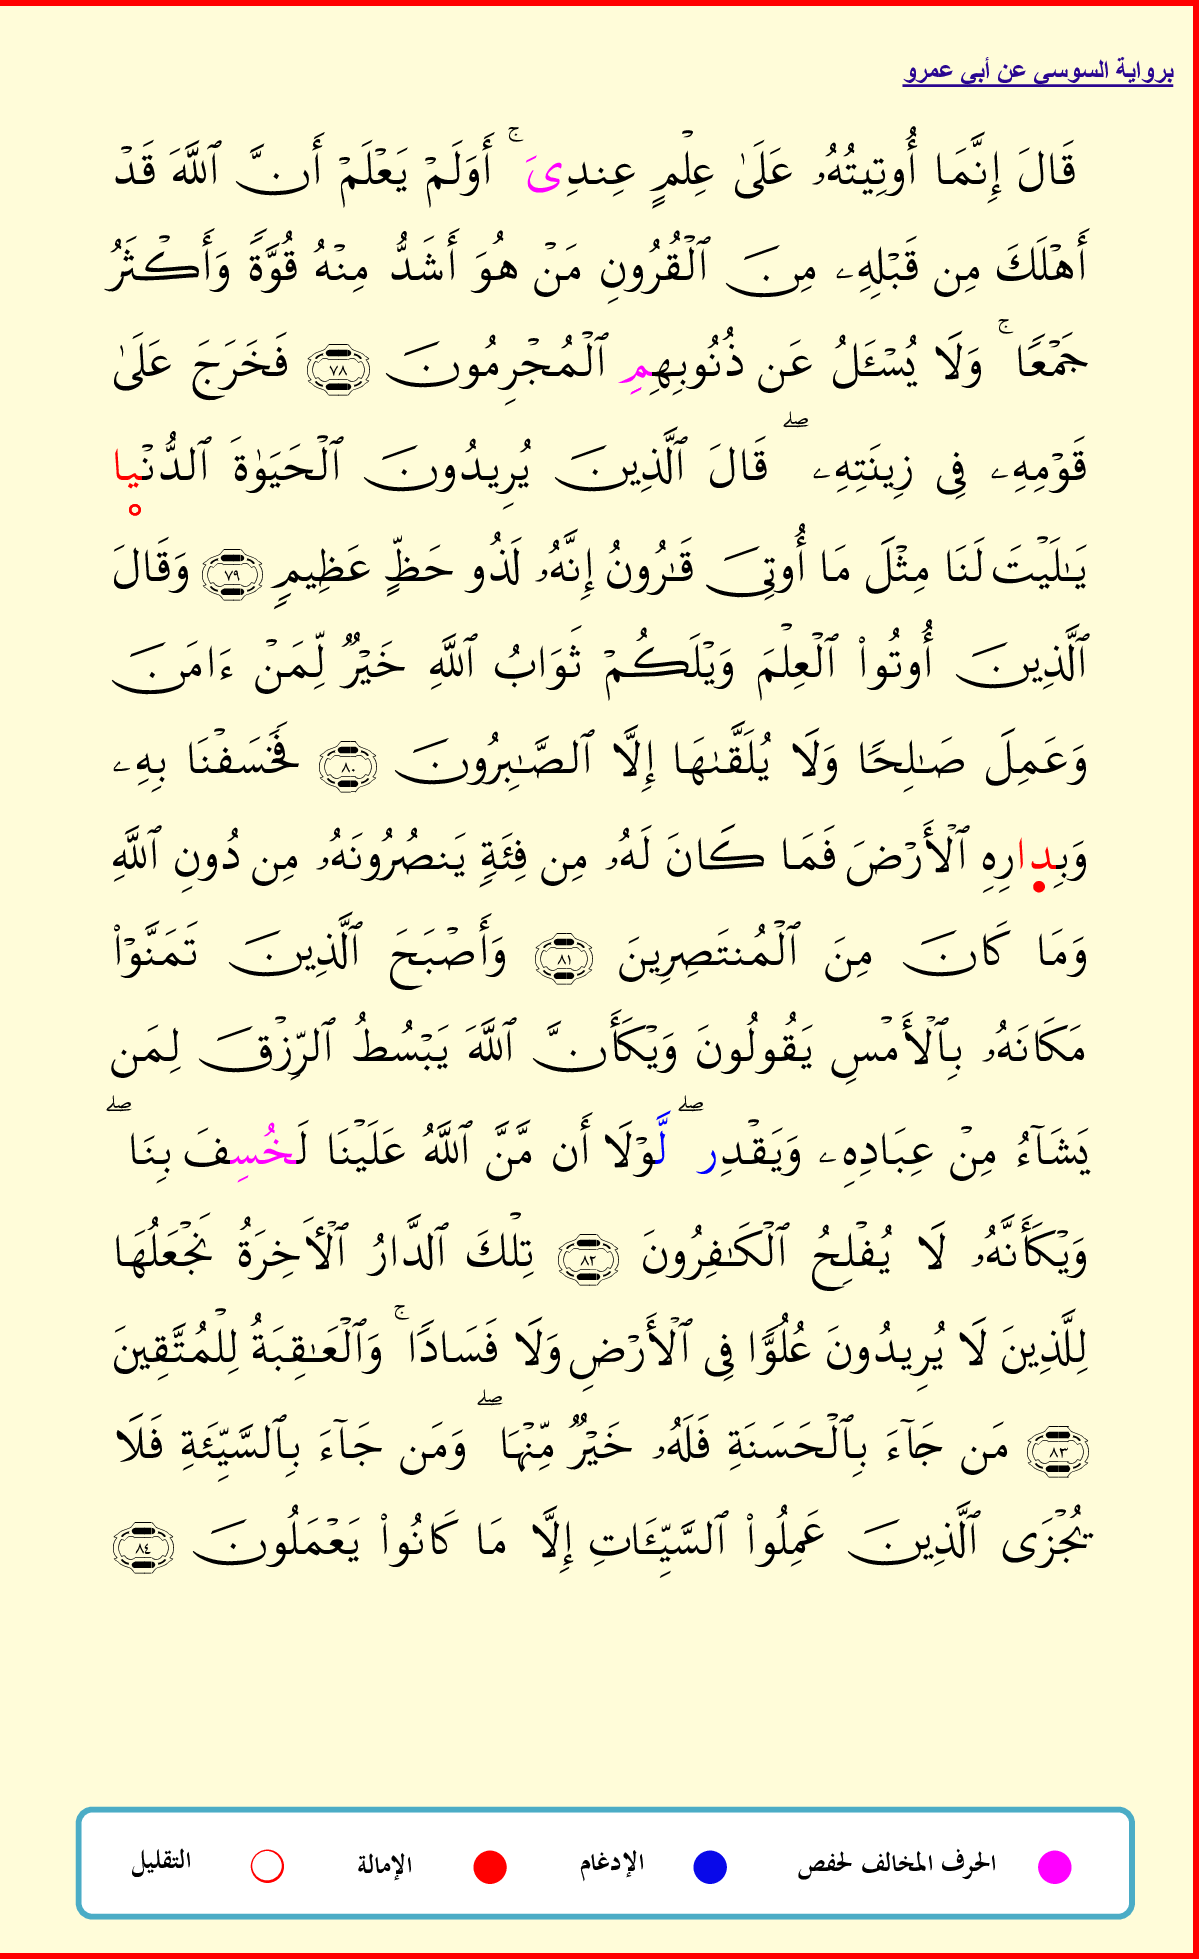 برواية السوسي عن أبي عمرو
قَالَ إِنَّمَا أُوتِيتُهُۥ عَلَىٰ عِلْمٍ عِندِىَ ۚ أَوَلَمْ يَعْلَمْ أَنَّ ٱللَّهَ قَدْ
أَهْلَكَ مِن قَبْلِهِۦ مِنَ ٱلْقُرُونِ مَنْ هُوَ أَشَدُّ مِنْهُ قُوَّةً وَأَكْثَرُ
جَمْعًا ۚ وَلَا يُسْـَٔلُ عَن ذُنُوبِهِمِ ٱلْمُجْرِمُونَ ٧٨ فَخَرَجَ عَلَىٰ
قَوْمِهِۦ فِى زِينَتِهِۦ ۖ قَالَ ٱلَّذِينَ يُرِيدُونَ ٱلْحَيَوٰةَ ٱلدُّنْيا
يَـٰلَيْتَ لَنَا مِثْلَ مَا أُوتِىَ قَـٰرُونُ إِنَّهُۥ لَذُو حَظٍّ عَظِيمٍ ٧٩ وَقَالَ
ٱلَّذِينَ أُوتُوا۟ ٱلْعِلْمَ وَيْلَكُمْ ثَوَابُ ٱللَّهِ خَيْرٌ لِّمَنْ ءَامَنَ
وَعَمِلَ صَـٰلِحًا وَلَا يُلَقَّىٰهَا إِلَّا ٱلصَّـٰبِرُونَ ٨٠ فَخَسَفْنَا بِهِۦ
وَبِدِارِهِ ٱلْأَرْضَ فَمَا كَانَ لَهُۥ مِن فِئَةٍ يَنصُرُونَهُۥ مِن دُونِ ٱللَّهِ
وَمَا كَانَ مِنَ ٱلْمُنتَصِرِينَ ٨١ وَأَصْبَحَ ٱلَّذِينَ تَمَنَّوْا۟
مَكَانَهُۥ بِٱلْأَمْسِ يَقُولُونَ وَيْكَأَنَّ ٱللَّهَ يَبْسُطُ ٱلرِّزْقَ لِمَن
يَشَآءُ مِنْ عِبَادِهِۦ وَيَقْدِر ۖ لَّوْلَا أَن مَّنَّ ٱللَّهُ عَلَيْنَا لَخُسِفَ بِنَا ۖ
وَيْكَأَنَّهُۥ لَا يُفْلِحُ ٱلْكَـٰفِرُونَ ٨٢ تِلْكَ ٱلدَّارُ ٱلْأَخِرَةُ نَجْعَلُهَا
لِلَّذِينَ لَا يُرِيدُونَ عُلُوًّا فِى ٱلْأَرْضِ وَلَا فَسَادًا ۚ وَٱلْعَـٰقِبَةُ لِلْمُتَّقِينَ
٨٣ مَن جَآءَ بِٱلْحَسَنَةِ فَلَهُۥ خَيْرٌ مِّنْهَا ۖ وَمَن جَآءَ بِٱلسَّيِّئَةِ فَلَا
يُجْزَى ٱلَّذِينَ عَمِلُوا۟ ٱلسَّيِّـَٔاتِ إِلَّا مَا كَانُوا۟ يَعْمَلُونَ ٨٤
الحرف المخالف لحفص الإدغام الإمالة التقليل